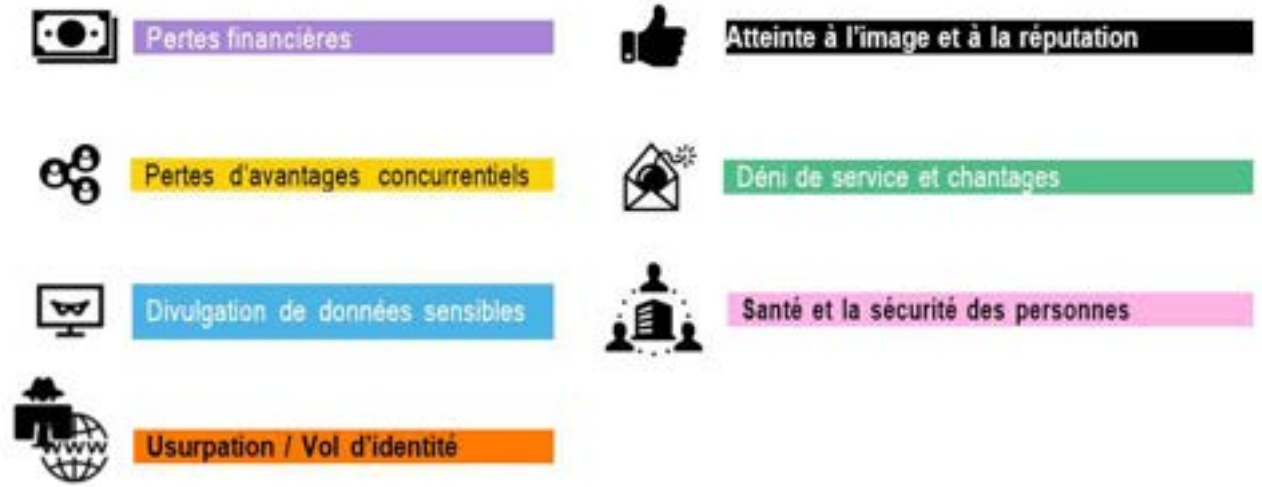 Pertes financières
Atteinte à l'image et à la réputation
Pertes d'avantages concurrentiels
Déni de service et chantages
Divulgation de données sensibles
Santé et la sécurité des personnes
www
Usurpation / Vol d'identité